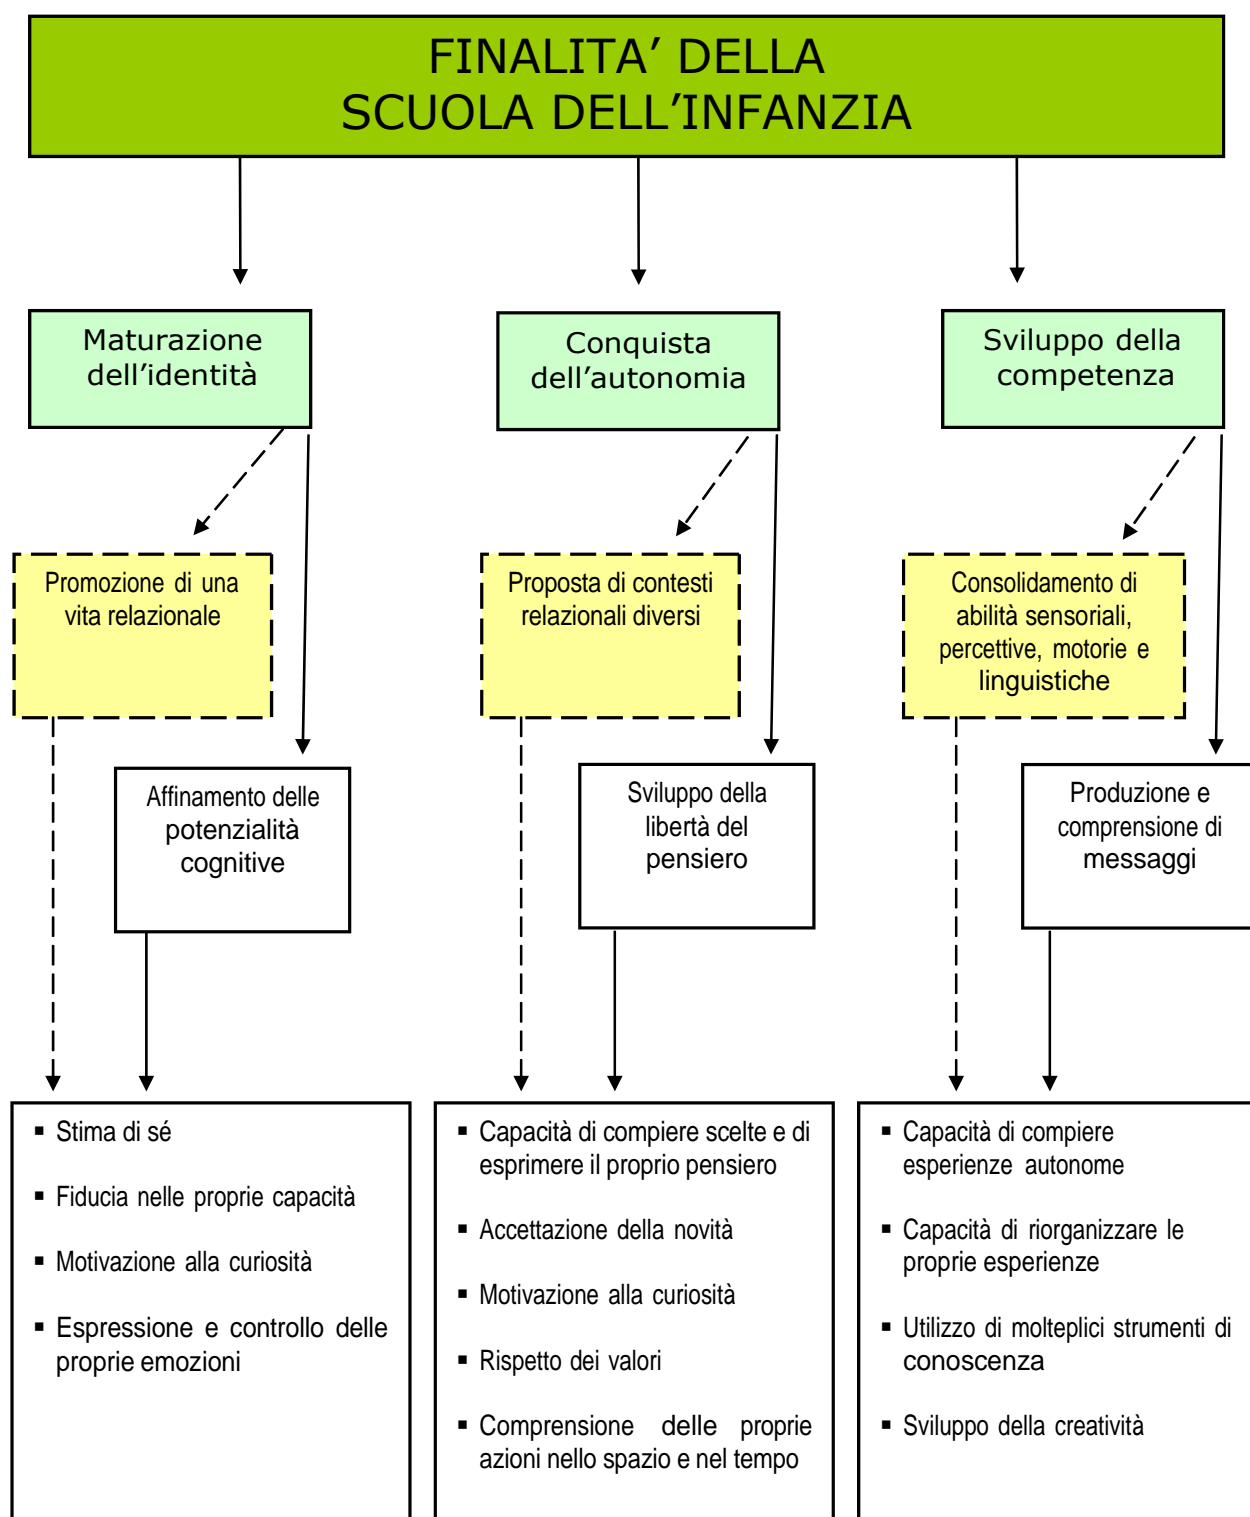 FINALITA’ DELLA
SCUOLA DELL’INFANZIA
Maturazione
dell’identità
Conquista
dell’autonomia
Sviluppo della
competenza
Promozione di una
vita relazionale
Proposta di contesti
relazionali diversi
Consolidamento di
abilità sensoriali,
percettive, motorie e
linguistiche
Affinamento delle
potenzialità
cognitive
Sviluppo della
libertà del
pensiero
Produzione e
comprensione di
messaggi
▪ Stima di sé
▪ Fiducia nelle proprie capacità
▪ Motivazione alla curiosità
▪ Espressione e controllo delle
proprie emozioni
▪ Capacità di compiere scelte e di
esprimere il proprio pensiero
▪ Accettazione della novità
▪ Motivazione alla curiosità
▪ Rispetto dei valori
▪ Comprensione delle proprie
azioni nello spazio e nel tempo
▪ Capacità di compiere
esperienze autonome
▪ Capacità di riorganizzare le
proprie esperienze
▪ Utilizzo di molteplici strumenti di
conoscenza
▪ Sviluppo della creatività